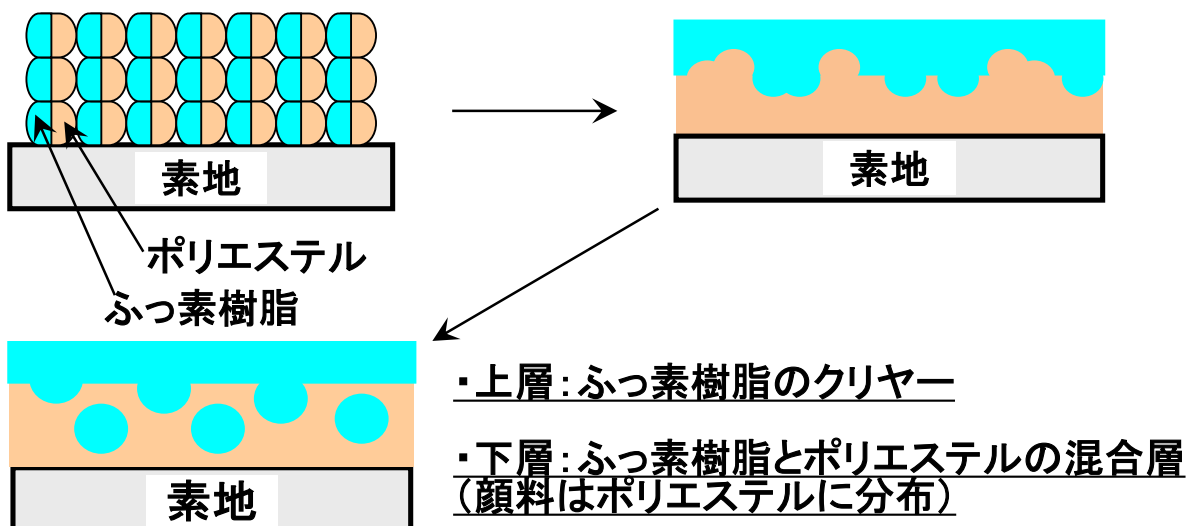 素地
素地
ポリエステル
ふっ素樹脂
素地
・上層：ふっ素樹脂のクリヤー
・下層：ふっ素樹脂とポリエステルの混合層
（顔料はポリエステルに分布）